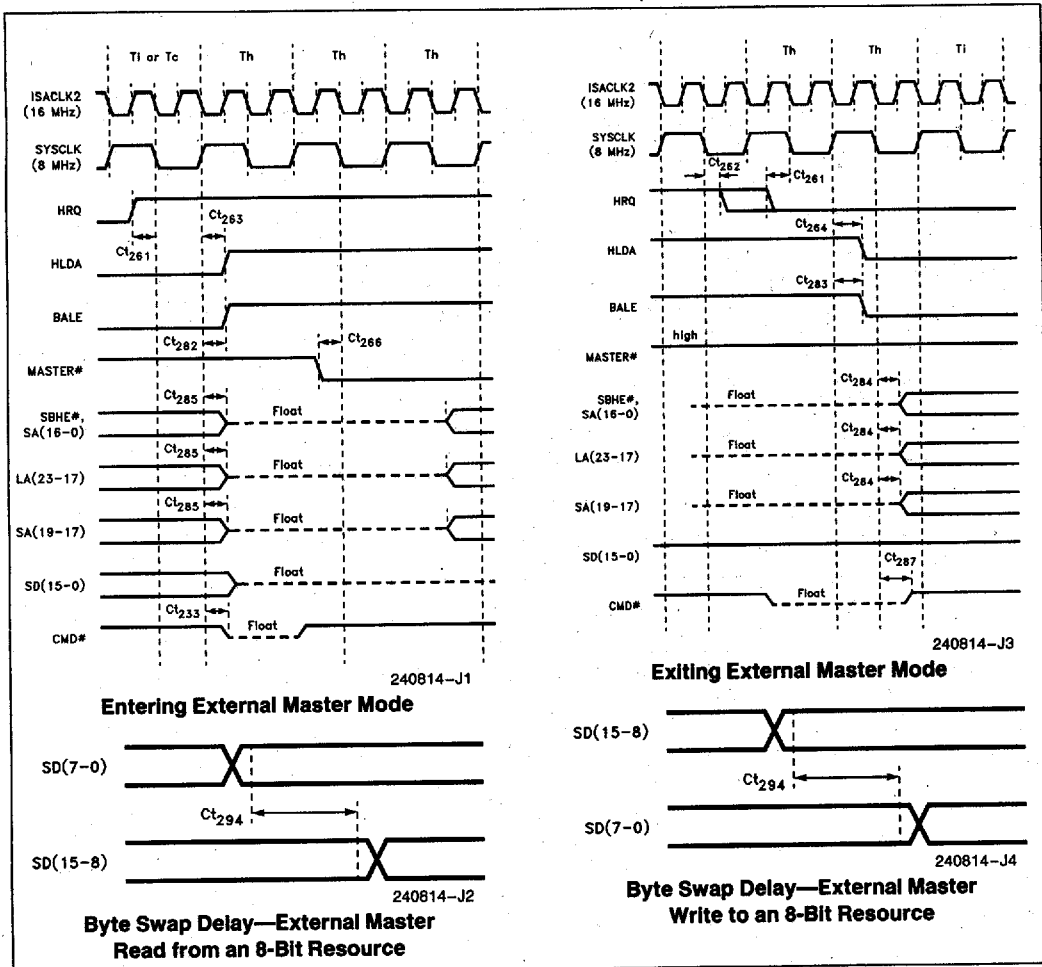 Ti or Tc Th Th Th
ISACLK2
(16 MHz)
SYSCLK
(8 MHz)
HRQ
Ct263
Ct261
HLDA
BALE
Ct282
Ct266
MASTER#
Ct285
SBHE#,
SA(16-0)
Float
Ct285
LA(23-17)
Float
Ct285
SA(19-17)
Float
SD(15-0)
Float
Ct233
CMD#
Float
240814-J1
Entering External Master Mode
SD(7-0)
Ct294
SD(15-8)
240814-J2
Byte Swap Delay—External Master
Read from an 8-Bit Resource
Th Th Ti
ISACLK2
(16 MHz)
SYSCLK
(8 MHz)
Ct262
Ct261
HRQ
Ct264
HLDA
Ct283
BALE
high
MASTER#
Ct284
SBHE#,
SA(16-0)
Float
Ct284
LA(23-17)
Float
Ct284
SA(19-17)
Float
SD(15-0)
Ct287
CMD#
Float
240814-J3
Exiting External Master Mode
SD(15-8)
Ct294
SD(7-0)
240814-J4
Byte Swap Delay—External Master
Write to an 8-Bit Resource